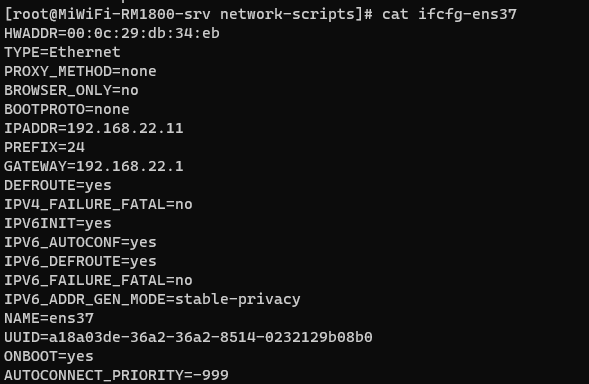 [root@MiWiFi-RM1800-srv network-scripts]# cat ifcfg-ens37
HWADDR=00:0c:29:db:34:eb
TYPE=Ethernet
PROXY_METHOD=none
BROWSER_ONLY=no
BOOTPROTO=none
IPADDR=192.168.22.11
PREFIX=24
GATEWAY=192.168.22.1
DEFROUTE=yes
IPV4_FAILURE_FATAL=no
IPV6INIT=yes
IPV6_AUTOCONF=yes
IPV6_DEFROUTE=yes
IPV6_FAILURE_FATAL=no
IPV6_ADDR_GEN_MODE=stable-privacy
NAME=ens37
UUID=a18a03de-36a2-36a2-8514-0232129b08b0
ONBOOT=yes
AUTOCONNECT_PRIORITY=-999